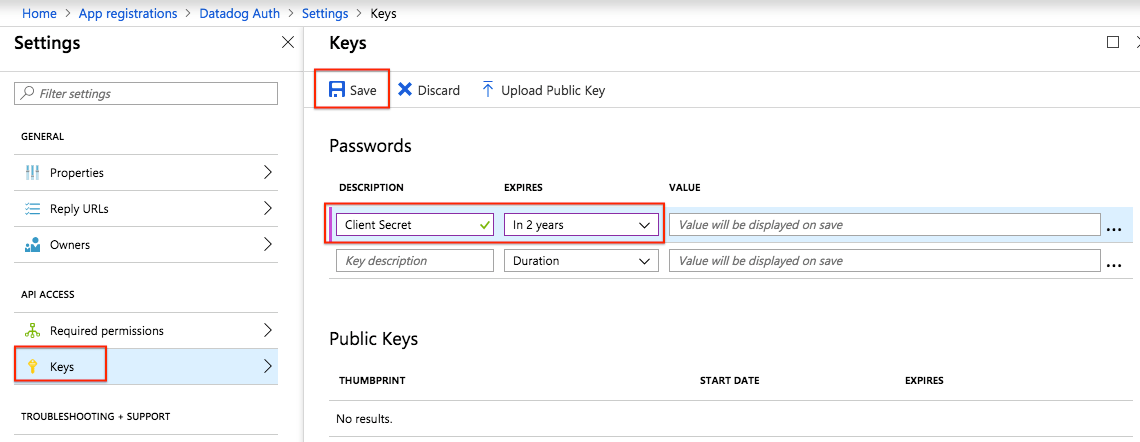 Home > App registrations > Datadog Auth > Settings > Keys
Settings
Filter settings
GENERAL
Properties
Reply URLs
Owners
API ACCESS
Required permissions
Keys
TROUBLESHOOTING + SUPPORT
Keys
Save Discard Upload Public Key
Passwords
DESCRIPTION EXPIRES VALUE
Client Secret In 2 years Value will be displayed on save ...
Key description Duration Value will be displayed on save ...
Public Keys
THUMBPRINT START DATE EXPIRES
No results.